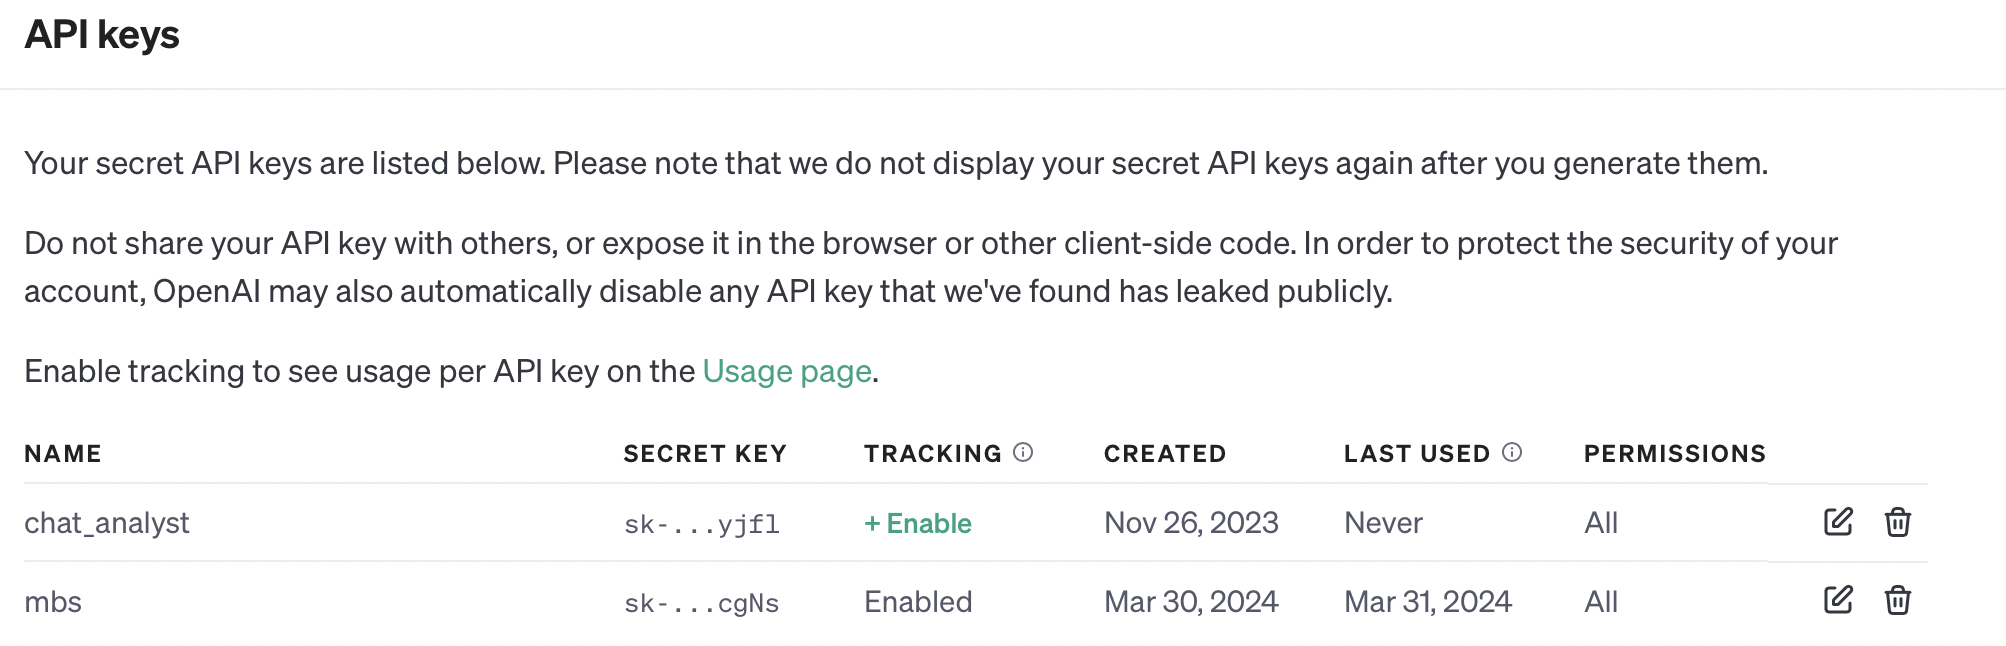 API keys
Your secret API keys are listed below. Please note that we do not display your secret API keys again after you generate them.
Do not share your API key with others, or expose it in the browser or other client-side code. In order to protect the security of your
account, OpenAI may also automatically disable any API key that we've found has leaked publicly.
Enable tracking to see usage per API key on the Usage page.
NAME SECRET KEY TRACKING CREATED LAST USED PERMISSIONS
chat_analyst sk-...yjfl + Enable Nov 26, 2023 Never All
mbs sk-...cgNs Enabled Mar 30, 2024 Mar 31, 2024 All